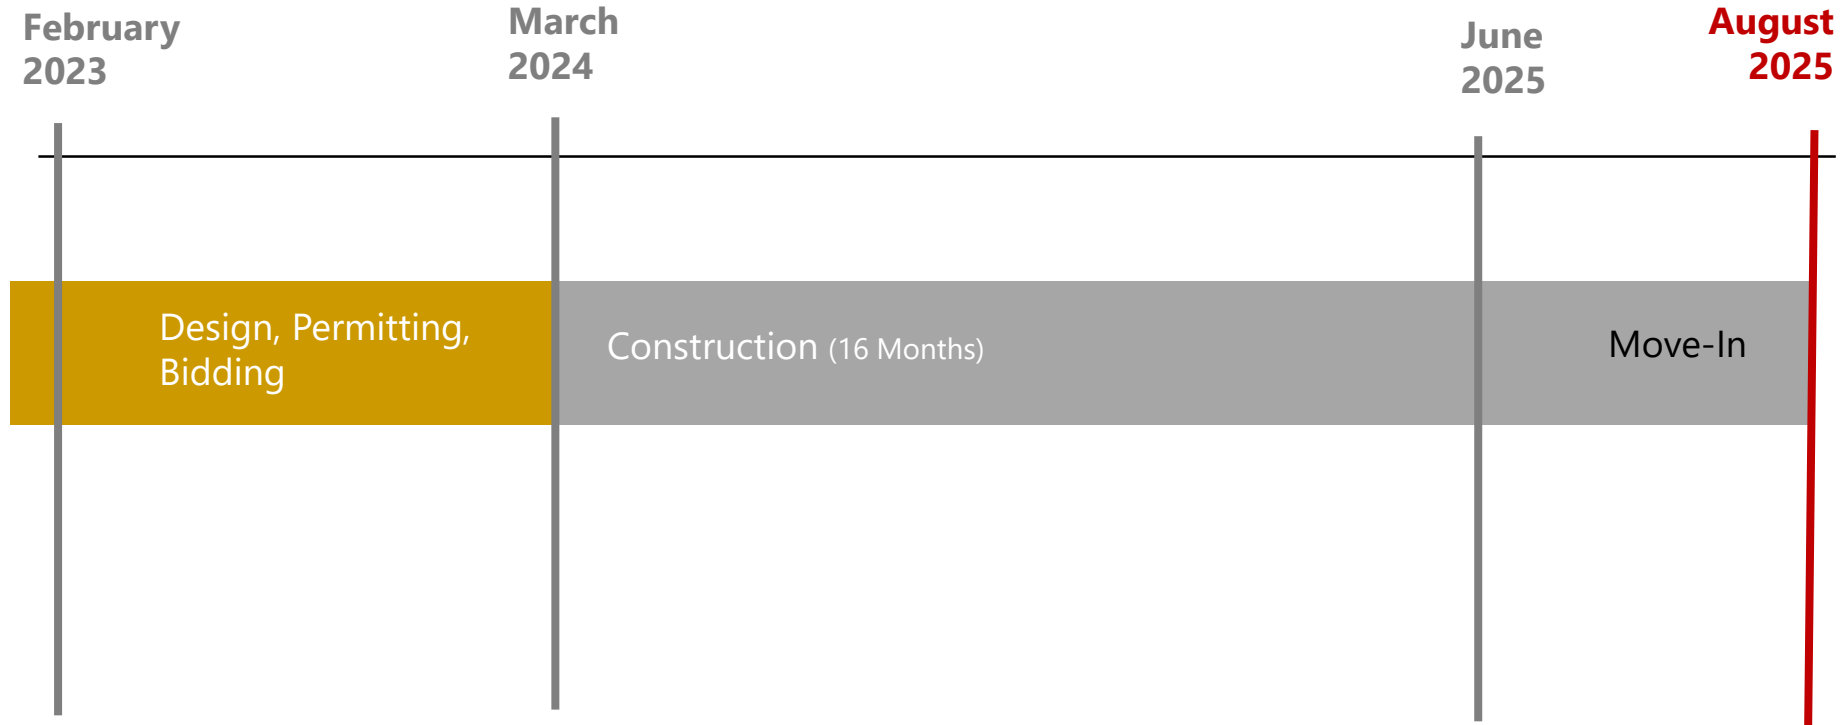 February
2023
March
2024
June
2025
August
2025
Design, Permitting,
Bidding
Construction (16 Months)
Move-In